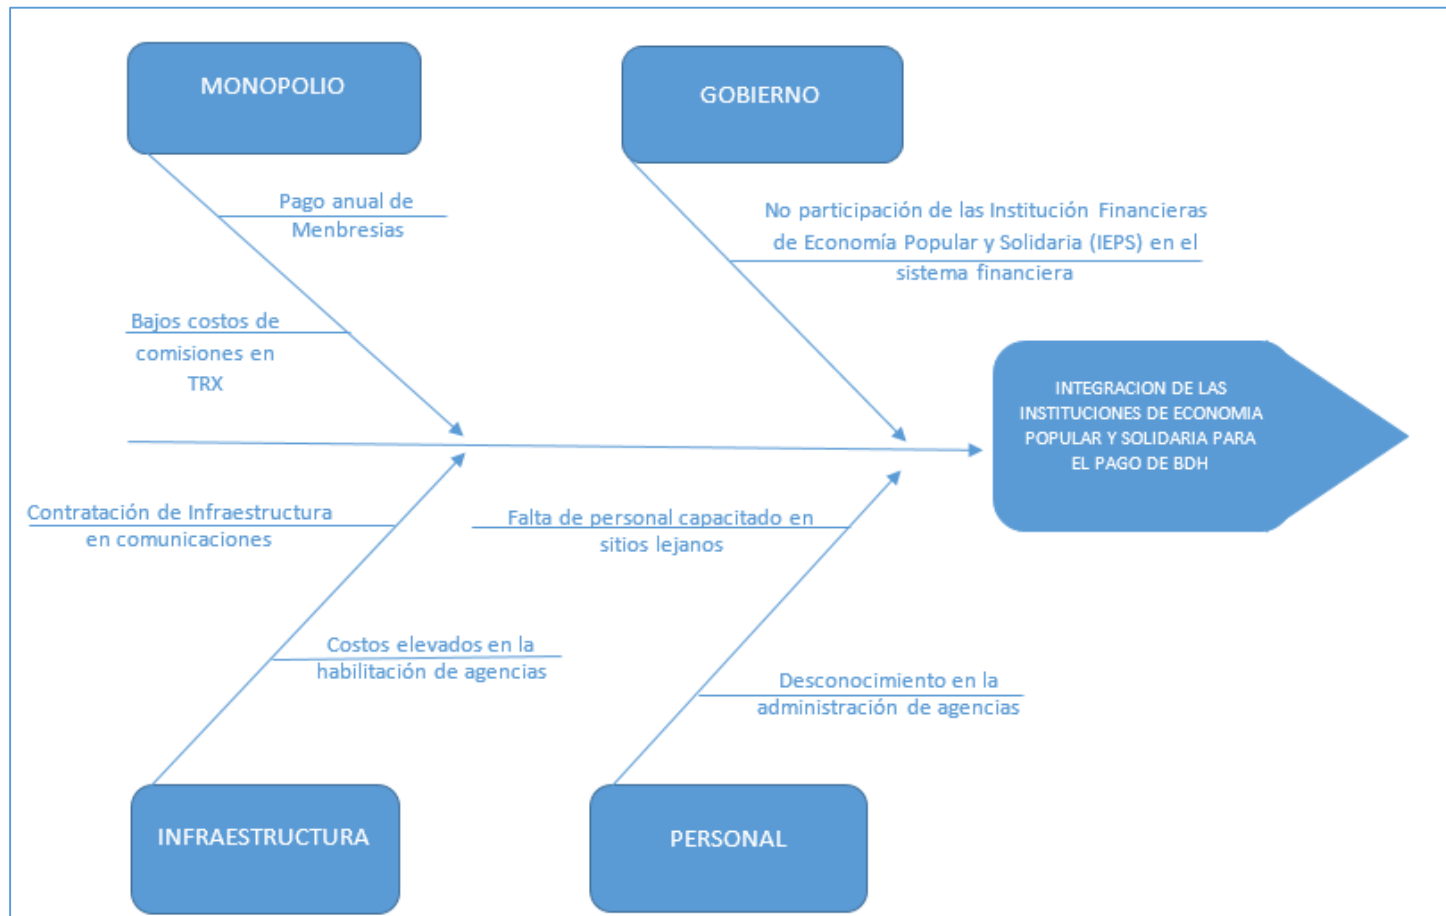 MONOPOLIO
GOBIERNO
Pago anual de
Menbresias
No participación de las Institución Financieras
de Economía Popular y Solidaria (IEPS) en el
sistema financiera
Bajos costos de
comisiones en
TRX
INTEGRACION DE LAS
INSTITUCIONES DE ECONOMIA
POPULAR Y SOLIDARIA PARA
EL PAGO DE BDH
Contratación de Infraestructura
en comunicaciones
Falta de personal capacitado en
sitios lejanos
Costos elevados en la
habilitación de agencias
Desconocimiento en la
administración de agencias
INFRAESTRUCTURA
PERSONAL